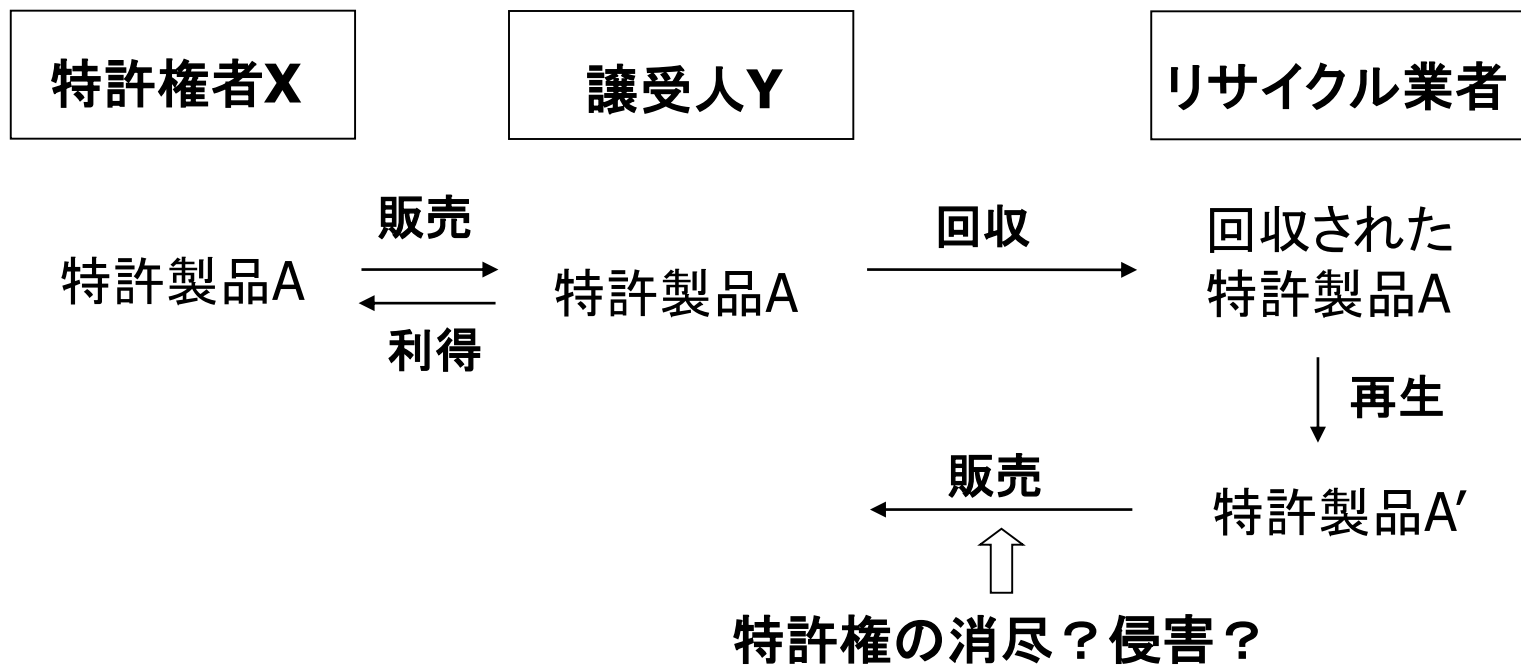 特許権者X
譲受人Y
リサイクル業者
販売
回収
回収された
特許製品A
特許製品A
特許製品A
利得
再生
販売
特許製品A′
特許権の消尽？侵害？